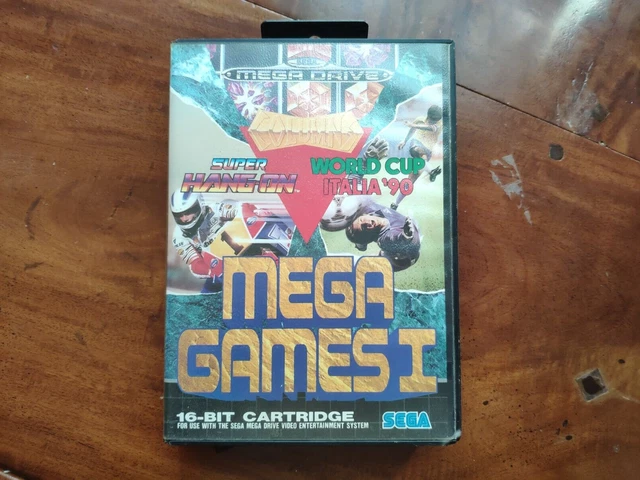 SEGA
MEGA DRIVE
COLUMNS
SUPER
HANG-ON
WORLD CUP
ITALIA '90
MEGA
GAMES I
16-BIT CARTRIDGE
FOR USE WITH THE SEGA MEGA DRIVE VIDEO ENTERTAINMENT SYSTEM
SEGA